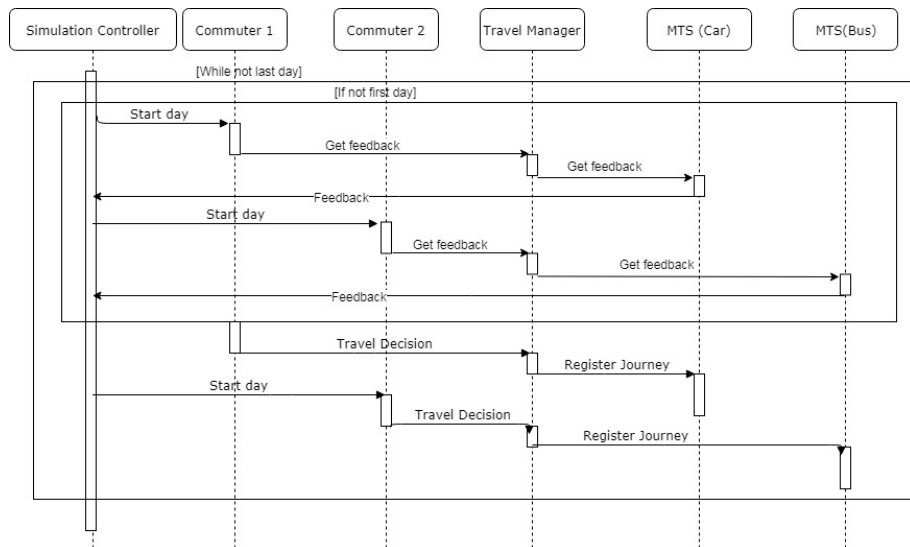 Simulation Controller
Commuter 1
Commuter 2
Travel Manager
MTS (Car)
MTS(Bus)
[While not last day]
[If not first day]
Start day
Get feedback
Get feedback
Feedback
Start day
Get feedback
Get feedback
Feedback
Travel Decision
Register Journey
Start day
Travel Decision
Register Journey